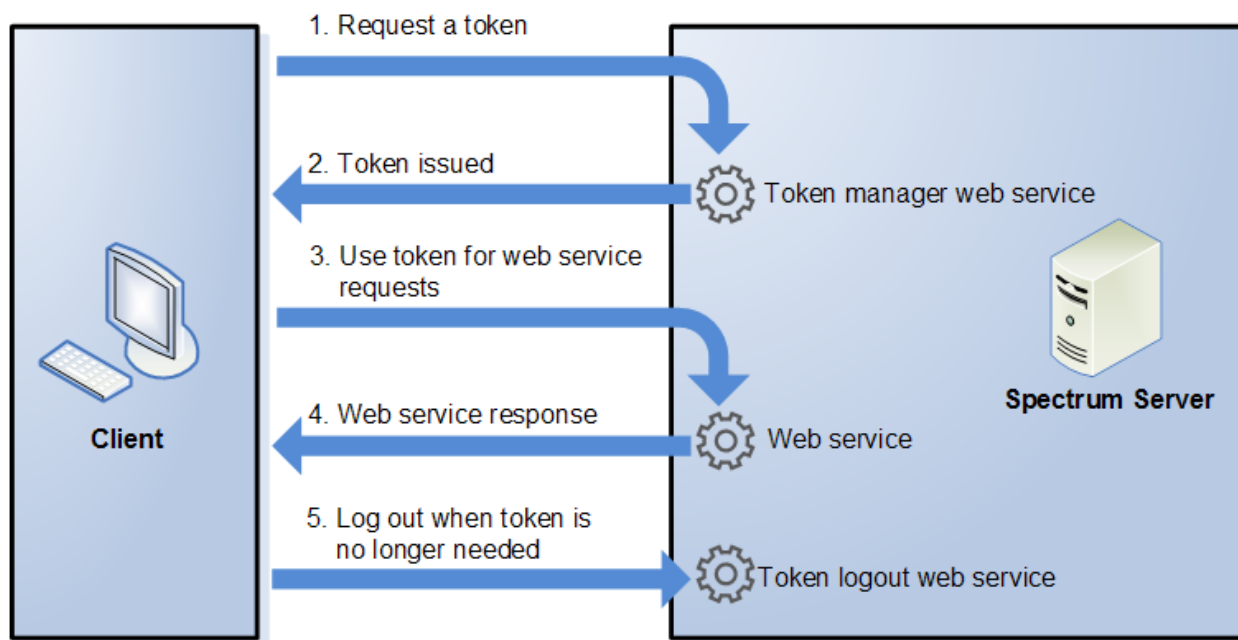 1. Request a token
2. Token issued
Token manager web service
3. Use token for web service
requests
Spectrum Server
4. Web service response
Client
Web service
5. Log out when token is
no longer needed
Token logout web service